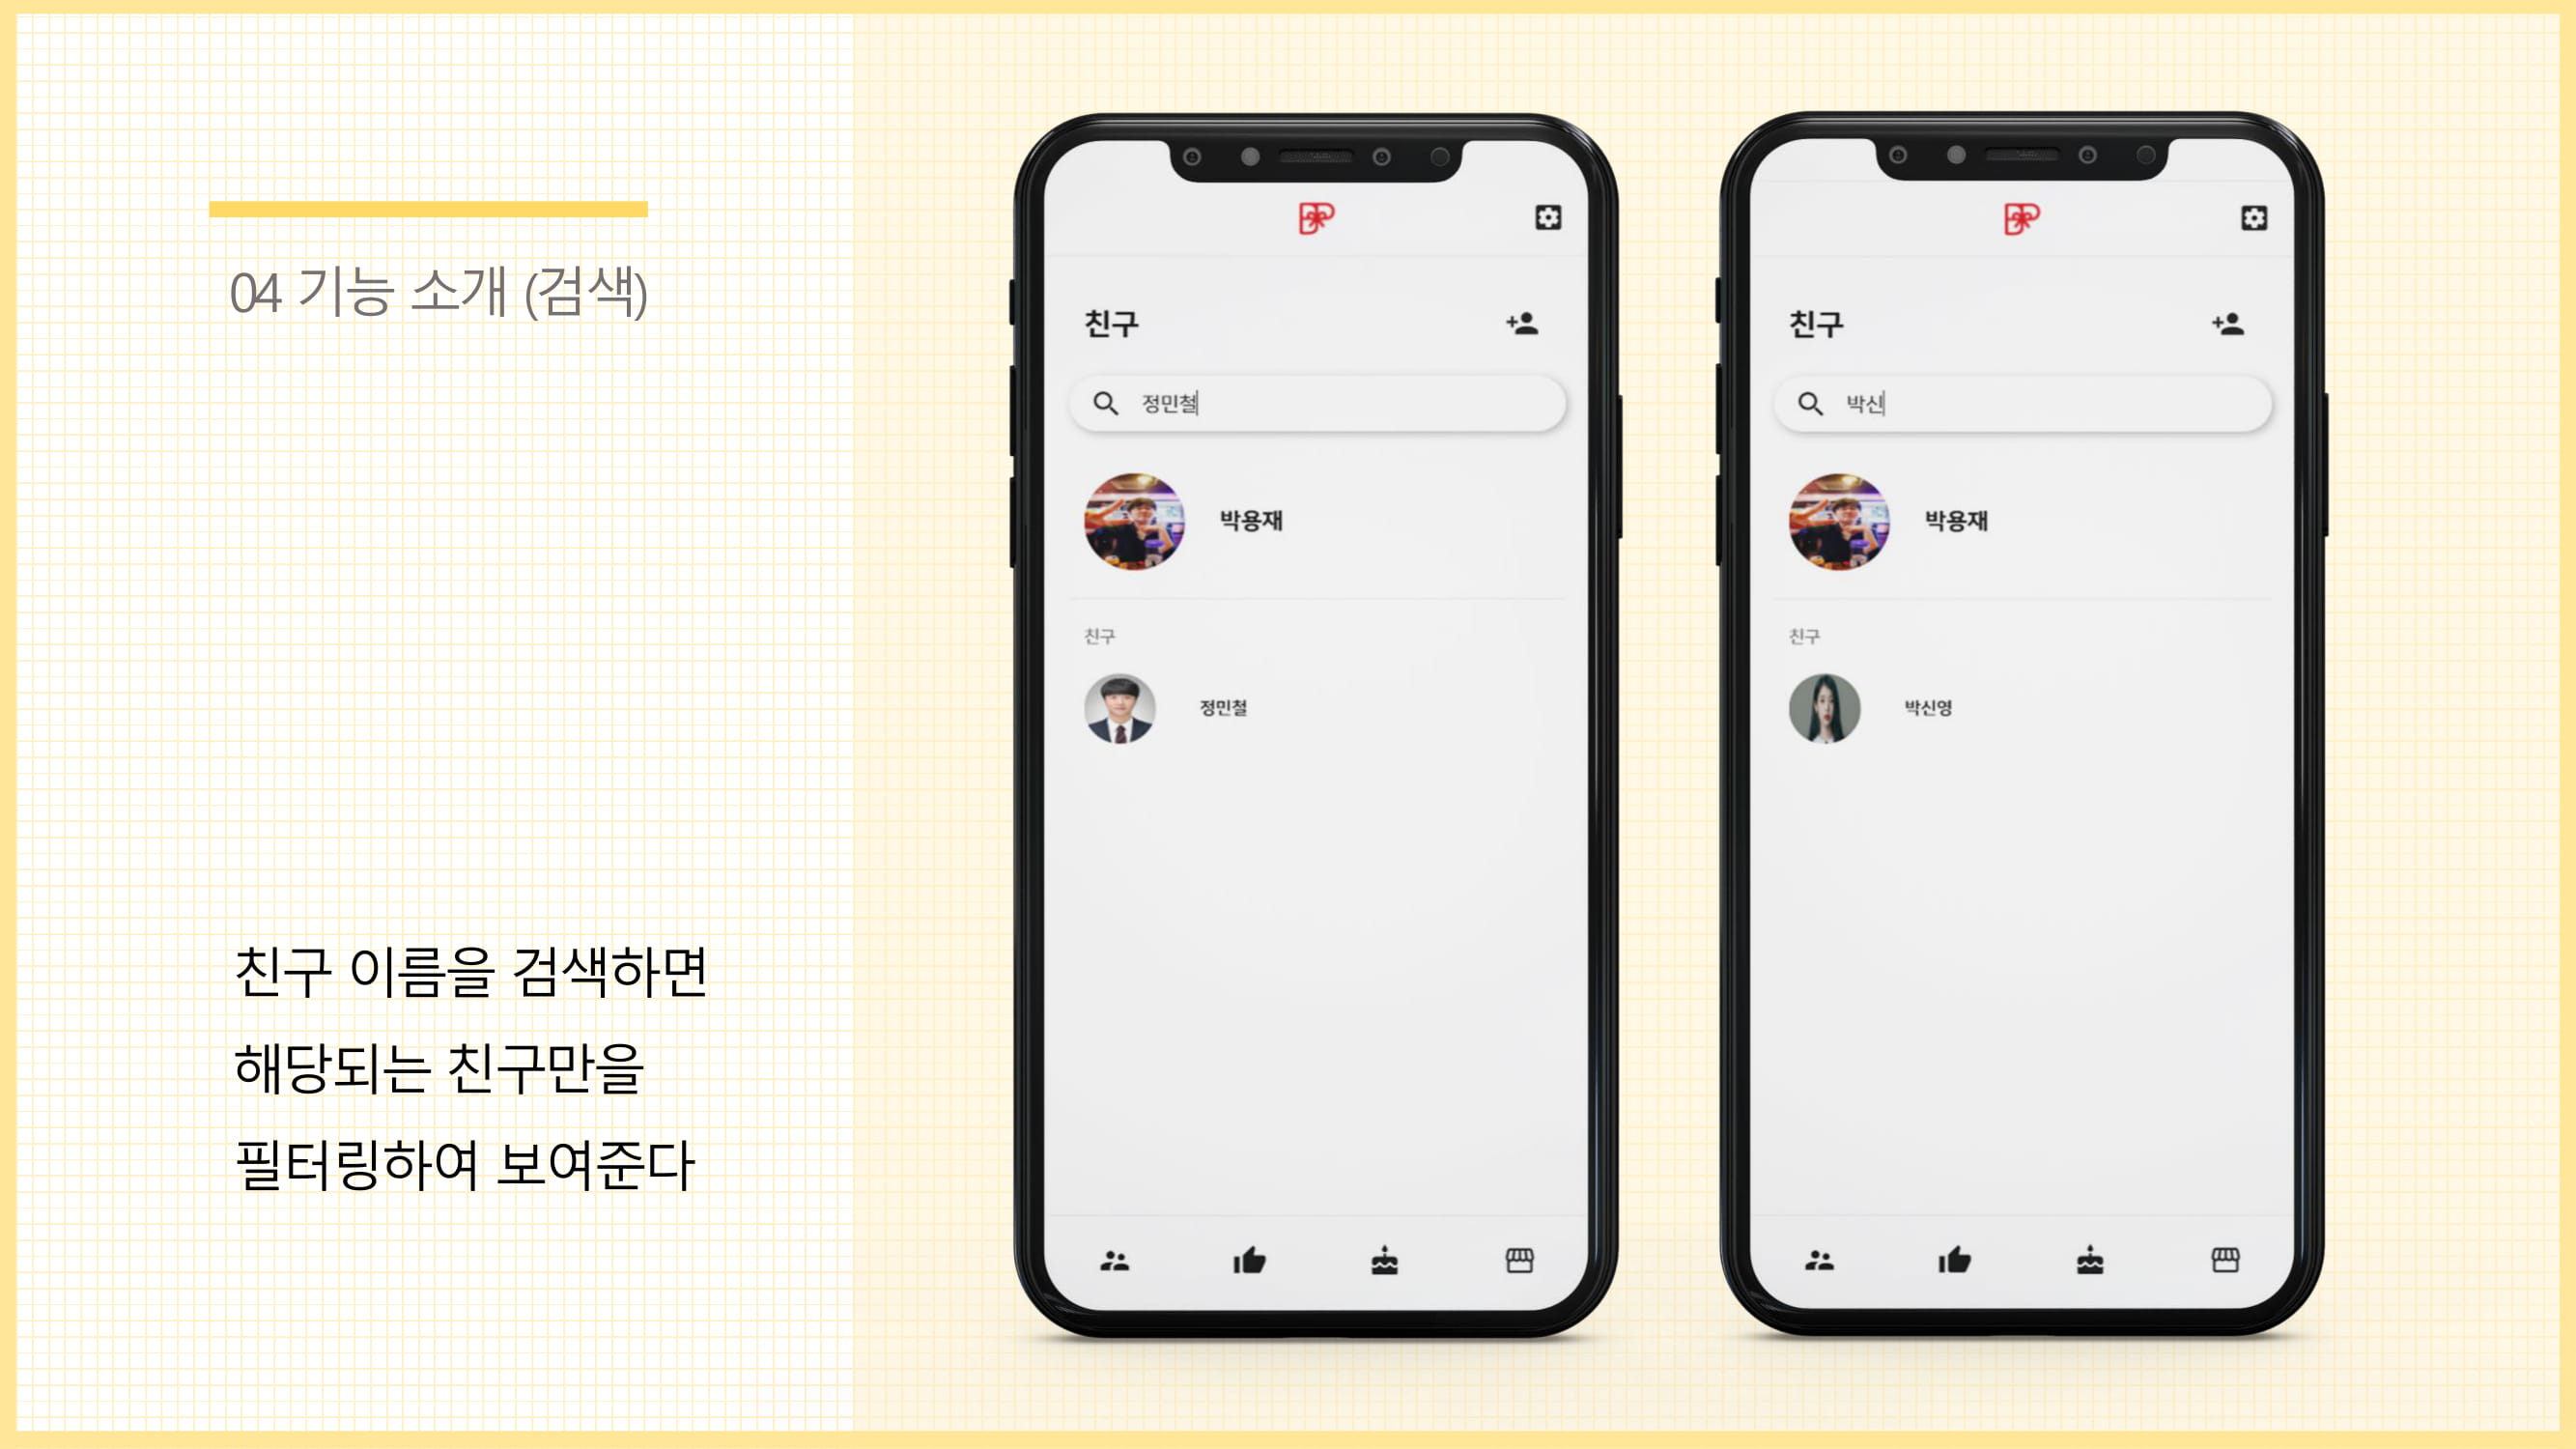 04 기능 소개 (검색)
친구 이름을 검색하면
해당되는 친구만을
필터링하여 보여준다
BP
친구
정민철
박용재
친구
정민철
BP
친구
박신
박용재
친구
박신영